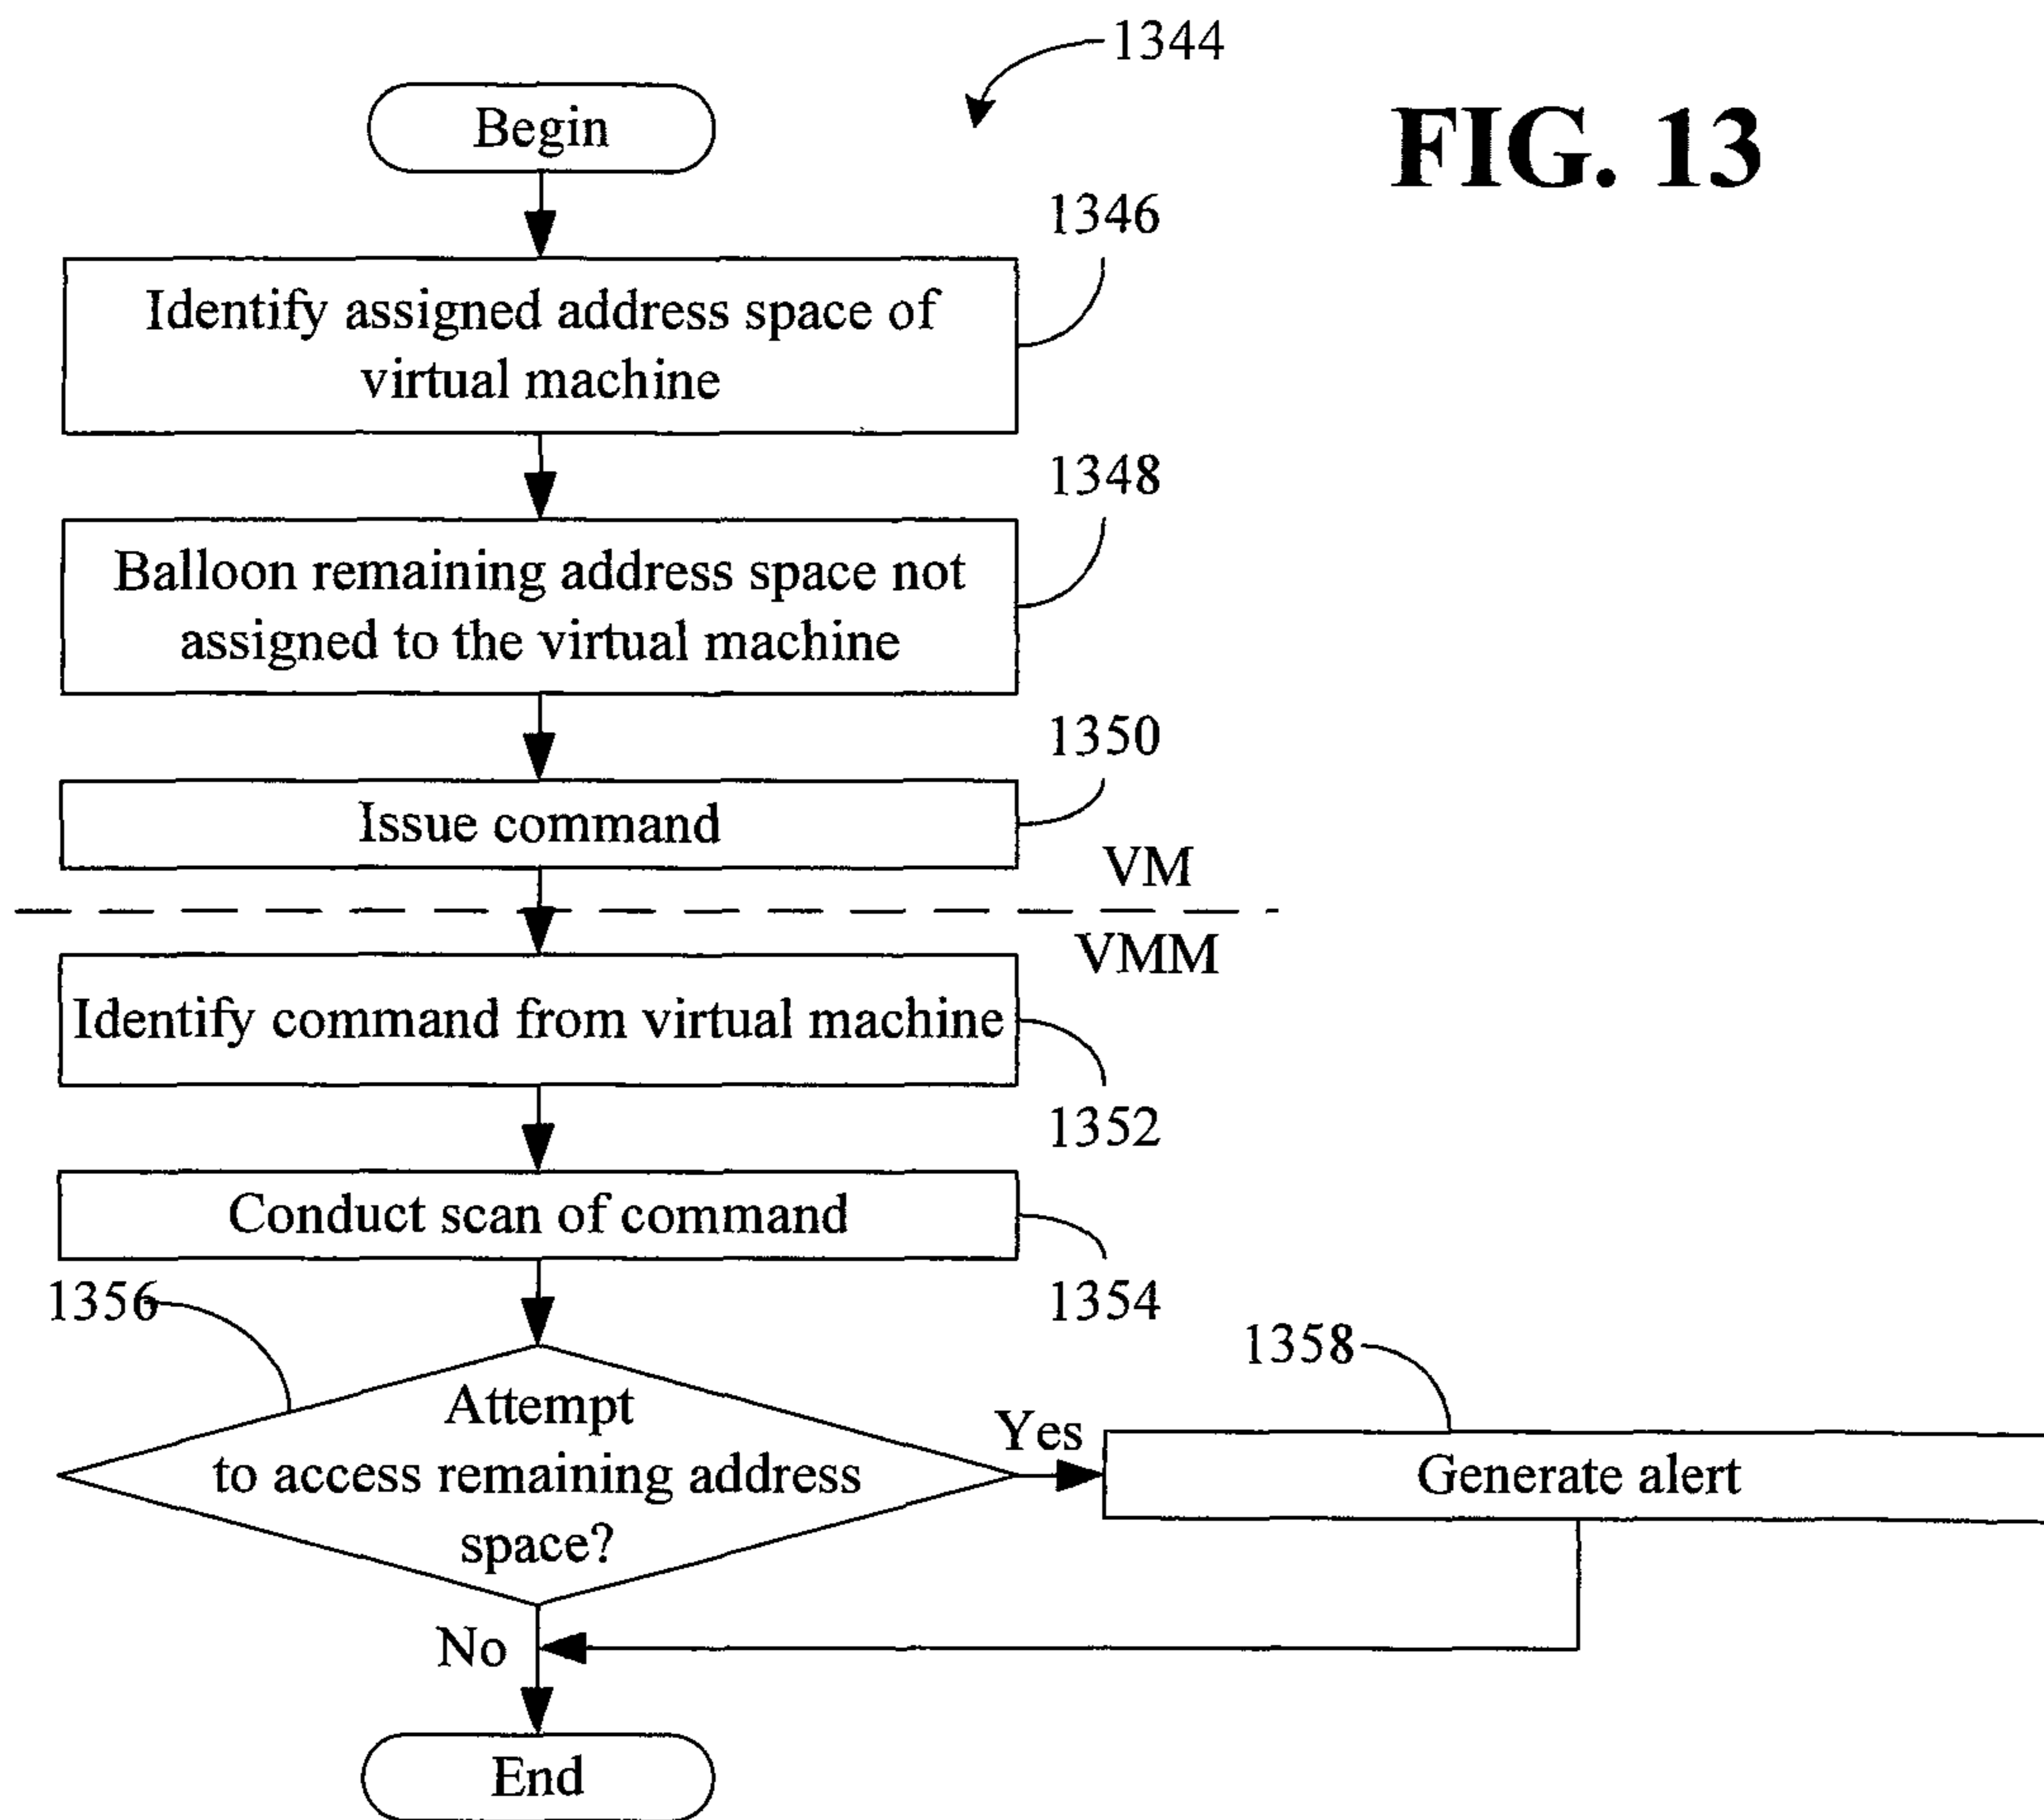 1344
FIG. 13
Begin
1346
Identify assigned address space of
virtual machine
1348
Balloon remaining address space not
assigned to the virtual machine
1350
Issue command
VM
VMM
Identify command from virtual machine
1352
Conduct scan of command
1354
1356
1358
Attempt
to access remaining address
space?
Yes
Generate alert
No
End